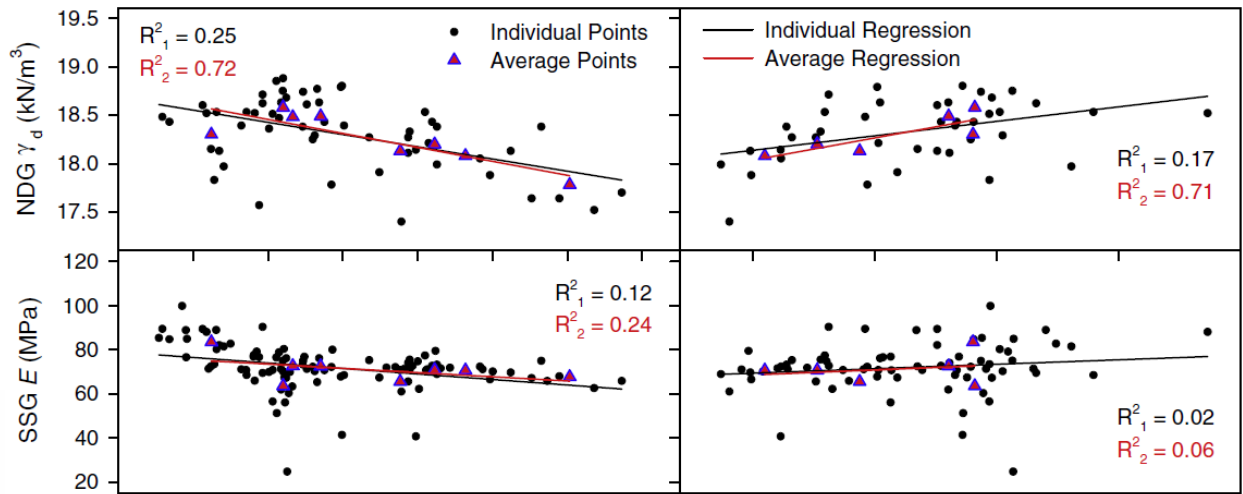 NDG γd (kN/m³)
19.5
19.0
18.5
18.0
17.5
R²₁ = 0.25
R²₂ = 0.72
Individual Points
Average Points
Individual Regression
Average Regression
R²₁ = 0.17
R²₂ = 0.71
SSG E (MPa)
120
100
80
60
40
20
R²₁ = 0.12
R²₂ = 0.24
R²₁ = 0.02
R²₂ = 0.06